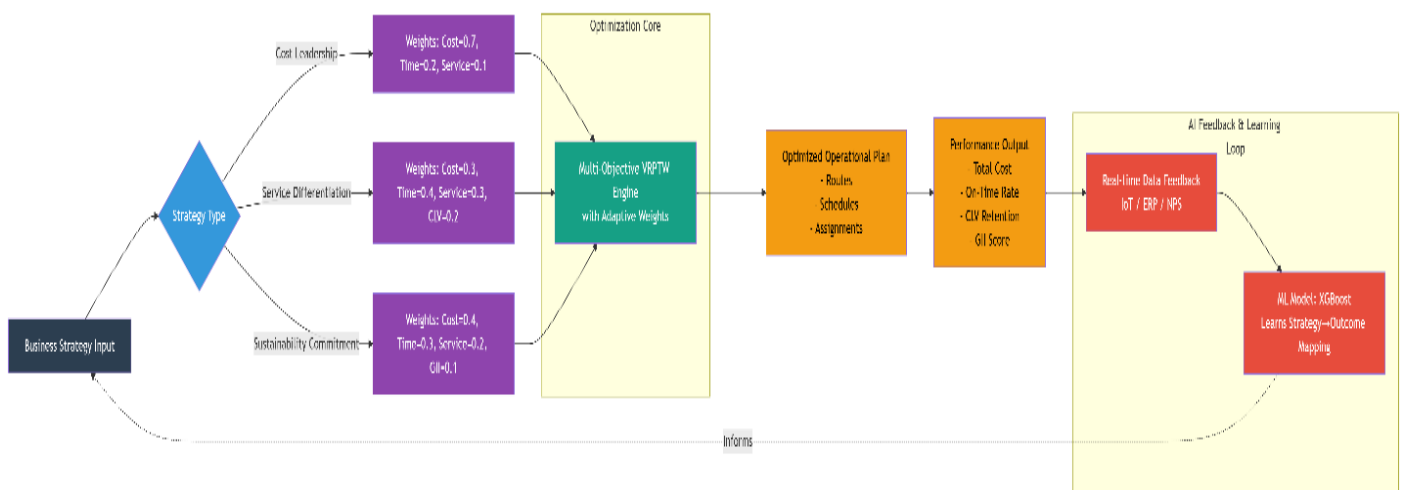 Business Strategy Input
Strategy Type
Cost Leadership
Service Differentiation
Sustainability Commitment
Weights: Cost=0.7,
Time=0.2, Service=0.1
Weights: Cost=0.3,
Time=0.4, Service=0.3,
CLV=0.2
Weights: Cost=0.4,
Time=0.3, Service=0.2,
GII=0.1
Optimization Core
Multi-Objective VRPTW
Engine
with Adaptive Weights
Optimized Operational Plan
- Routes
- Schedules
- Assignments
Performance Output
- Total Cost
- On-Time Rate
- CLV Retention
- GII Score
AI Feedback & Learning
Loop
Real-Time Data Feedback
IoT / ERP / NPS
ML Model: XGBoost
Learns Strategy→Outcome
Mapping
Informs